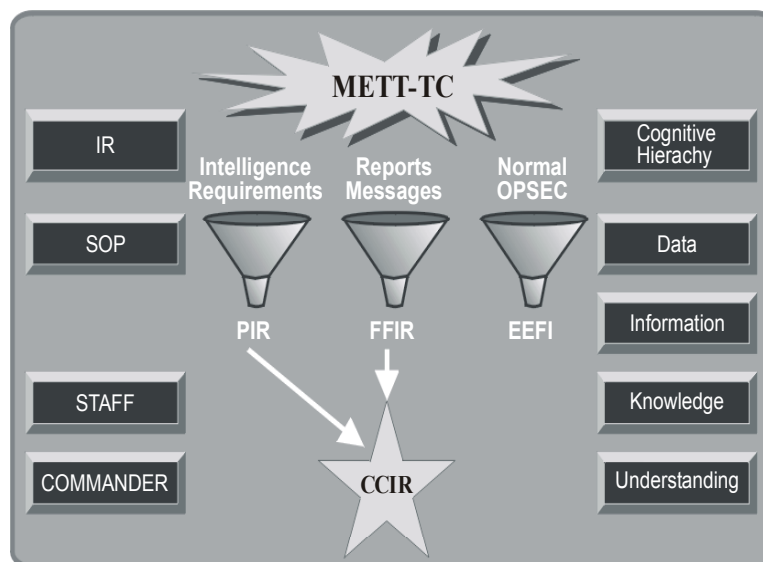 METT-TC
IR
Cognitive
Hierachy
Intelligence
Requirements
Reports
Messages
Normal
OPSEC
SOP
Data
PIR
FFIR
EEFI
Information
STAFF
Knowledge
COMMANDER
CCIR
Understanding